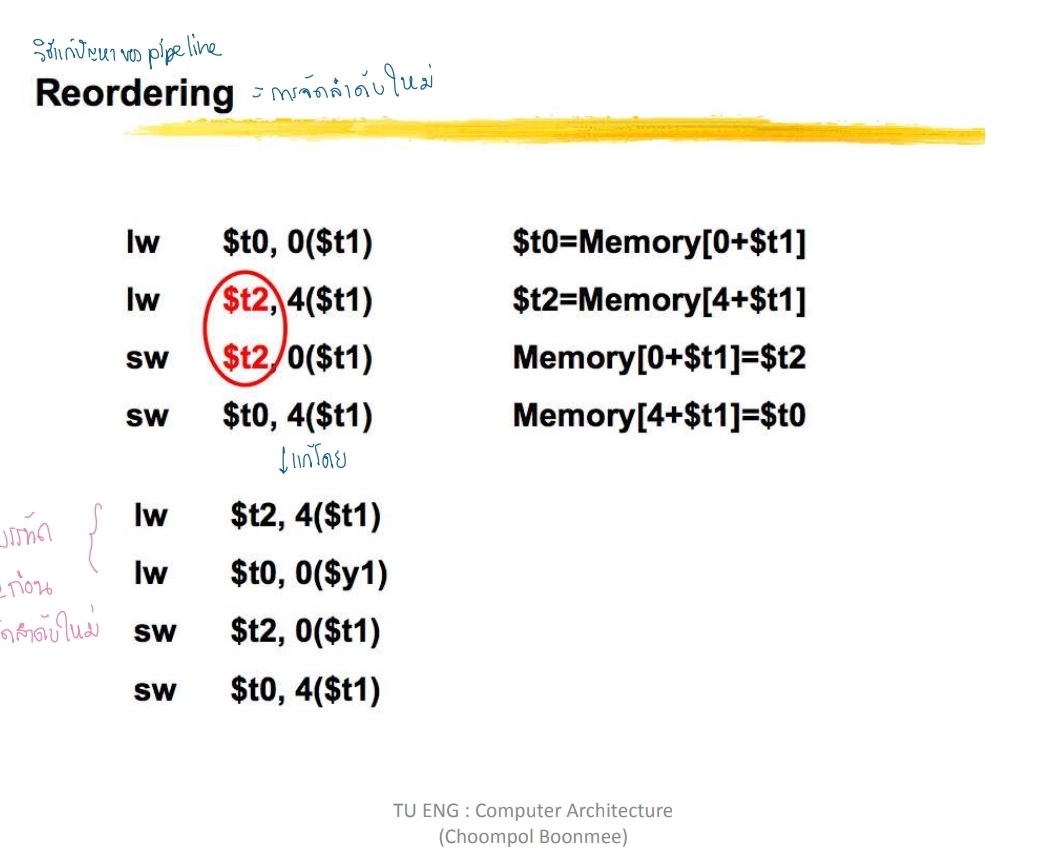 วิธีแก้ปัญหาของ pipeline
Reordering = การจัดลำดับใหม่
lw $t0, 0($t1) $t0=Memory[0+$t1]
lw $t2, 4($t1) $t2=Memory[4+$t1]
sw $t2, 0($t1) Memory[0+$t1]=$t2
sw $t0, 4($t1) Memory[4+$t1]=$t0
↓แก้โดย
lw $t2, 4($t1)
บรรทัด
lw $t0, 0($y1)
ก่อน
sw $t2, 0($t1)
ลำดับใหม่
sw $t0, 4($t1)
TU ENG : Computer Architecture
(Choompol Boonmee)